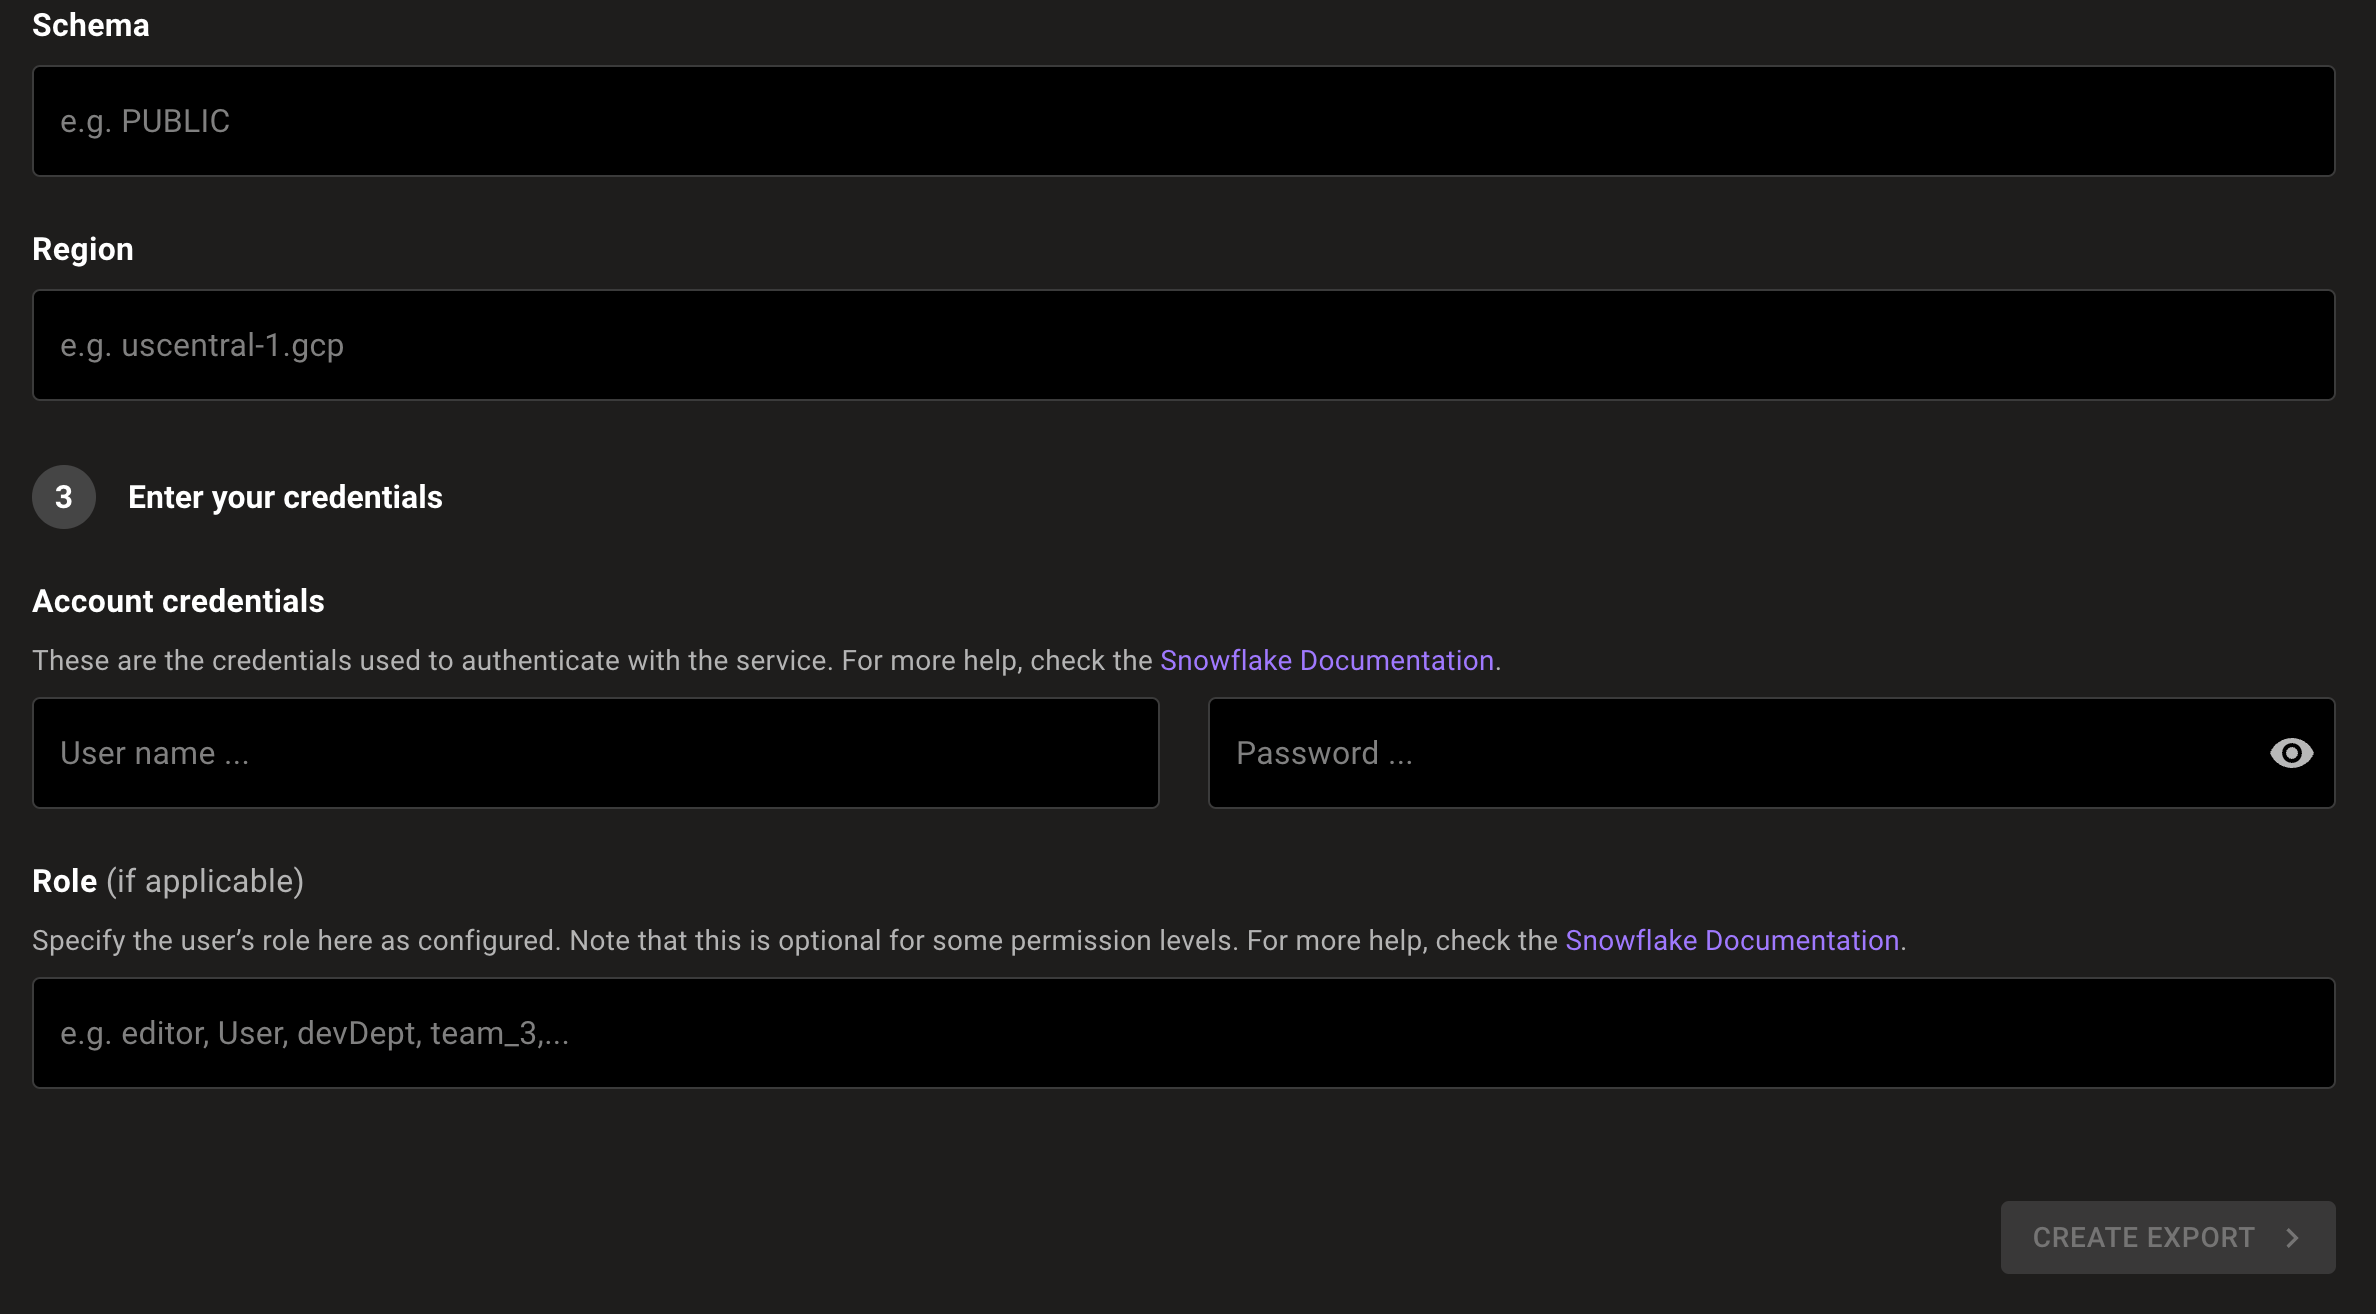 Schema
e.g. PUBLIC
Region
e.g. uscentral-1.gcp
3 Enter your credentials
Account credentials
These are the credentials used to authenticate with the service. For more help, check the Snowflake Documentation.
User name ... Password ...
Role (if applicable)
Specify the user’s role here as configured. Note that this is optional for some permission levels. For more help, check the Snowflake Documentation.
e.g. editor, User, devDept, team_3,...
CREATE EXPORT